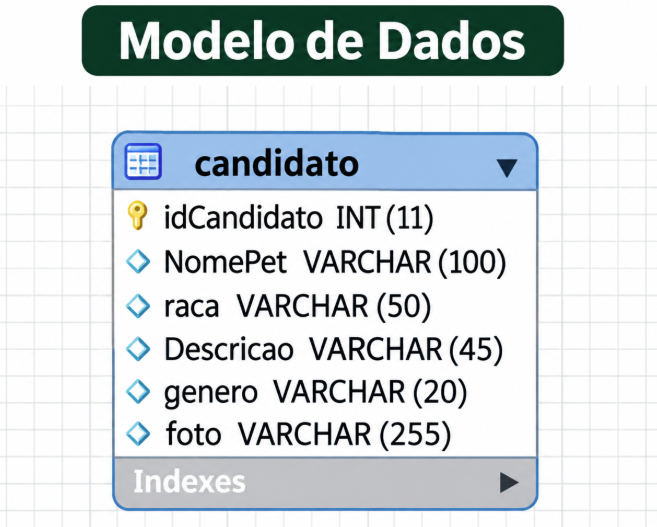 Modelo de Dados
candidato
idCandidato INT (11)
NomePet VARCHAR (100)
raca VARCHAR (50)
Descricao VARCHAR (45)
genero VARCHAR (20)
foto VARCHAR (255)
Indexes